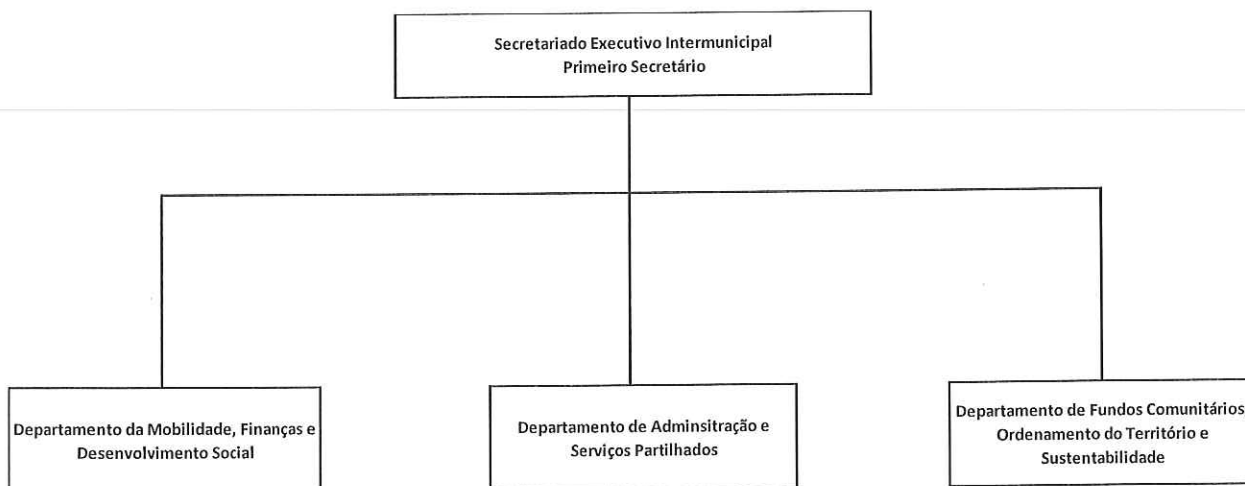 Secretariado Executivo Intermunicipal
Primeiro Secretário
Departamento da Mobilidade, Finanças e
Desenvolvimento Social
Departamento de Adminsitração e
Serviços Partilhados
Departamento de Fundos Comunitários
Ordenamento do Território e
Sustentabilidade